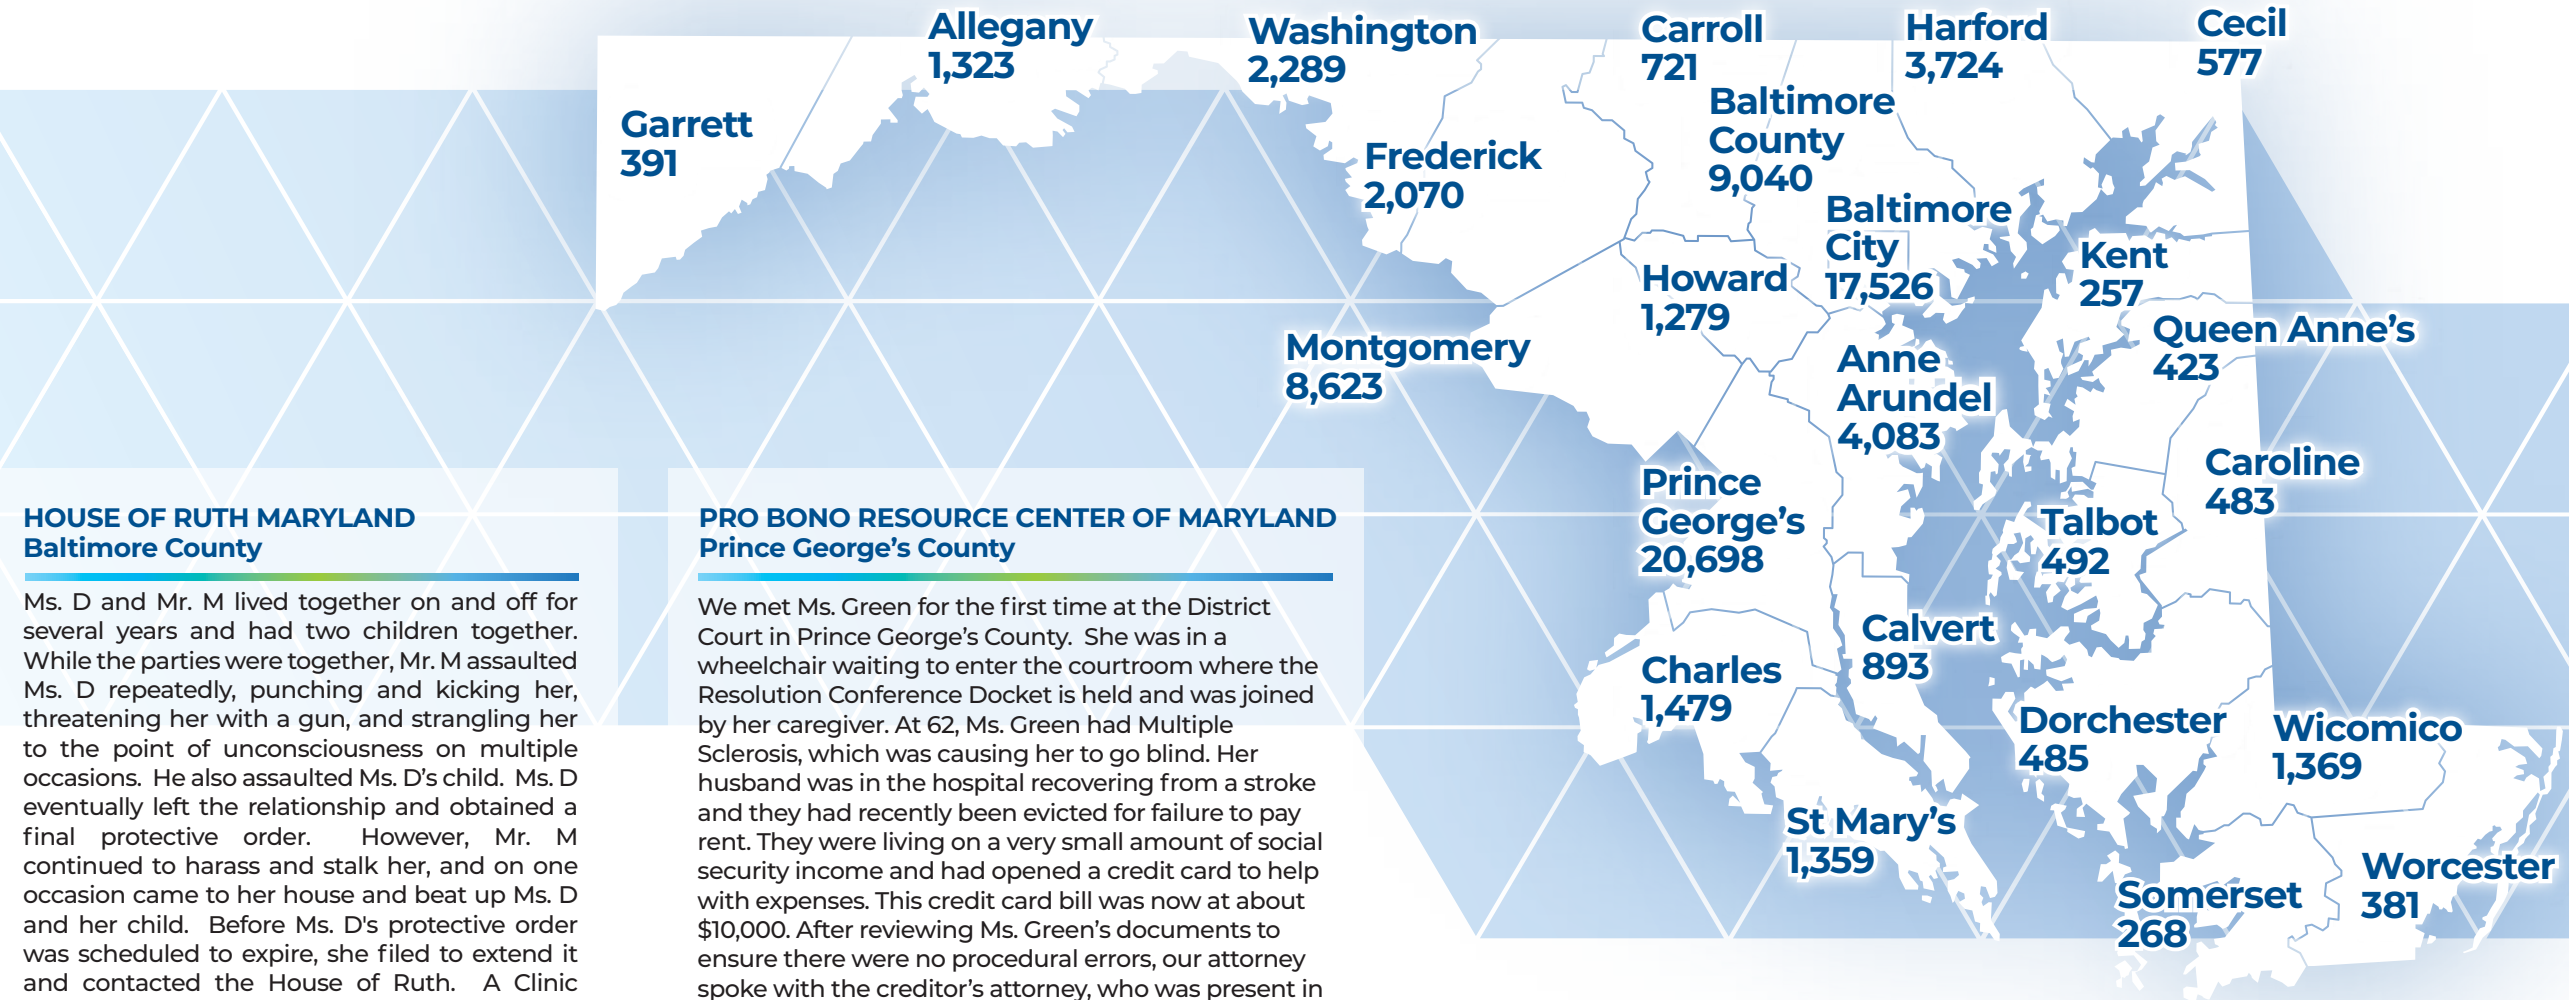 Allegany
1,323
Washington
2,289
Carroll
721
Harford
3,724
Cecil
577
Garrett
391
Frederick
2,070
Baltimore
County
9,040
Baltimore
City
17,526
Kent
257
Howard
1,279
Queen Anne’s
423
Montgomery
8,623
Anne
Arundel
4,083
Caroline
483
Prince
George’s
20,698
Talbot
492
Calvert
893
Charles
1,479
Dorchester
485
Wicomico
1,369
St Mary’s
1,359
Worcester
381
Somerset
268
HOUSE OF RUTH MARYLAND
Baltimore County
Ms. D and Mr. M lived together on and off for
several years and had two children together.
While the parties were together, Mr. M assaulted
Ms. D repeatedly, punching and kicking her,
threatening her with a gun, and strangling her
to the point of unconsciousness on multiple
occasions. He also assaulted Ms. D’s child. Ms. D
eventually left the relationship and obtained a
final protective order. However, Mr. M
continued to harass and stalk her, and on one
occasion came to her house and beat up Ms. D
and her child. Before Ms. D's protective order
was scheduled to expire, she filed to extend it
and contacted the House of Ruth. A Clinic
PRO BONO RESOURCE CENTER OF MARYLAND
Prince George’s County
We met Ms. Green for the first time at the District
Court in Prince George’s County. She was in a
wheelchair waiting to enter the courtroom where the
Resolution Conference Docket is held and was joined
by her caregiver. At 62, Ms. Green had Multiple
Sclerosis, which was causing her to go blind. Her
husband was in the hospital recovering from a stroke
and they had recently been evicted for failure to pay
rent. They were living on a very small amount of social
security income and had opened a credit card to help
with expenses. This credit card bill was now at about
$10,000. After reviewing Ms. Green’s documents to
ensure there were no procedural errors, our attorney
spoke with the creditor’s attorney, who was present in